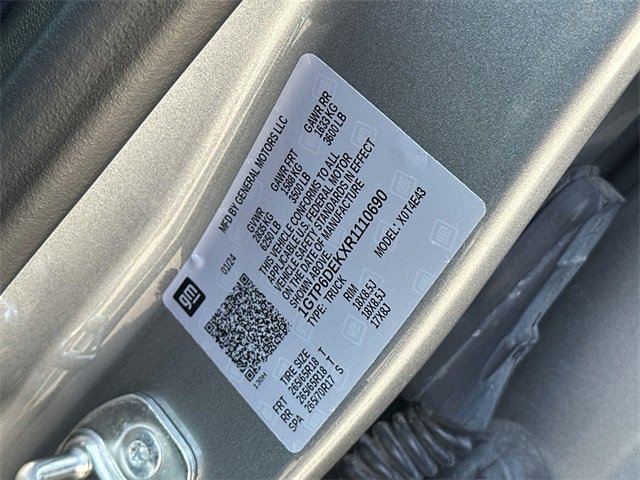 gm
MFD BY GENERAL MOTORS LLC
01/24
GVWR GAWR FRT GAWR RR
2835 KG 1588 KG 1633 KG
6250 LB 3500 LB 3600 LB
THIS VEHICLE CONFORMS TO ALL
APPLICABLE U.S. FEDERAL MOTOR
VEHICLE SAFETY STANDARDS IN EFFECT
ON THE DATE OF MANUFACTURE
SHOWN ABOVE.
1GTP6DEKXR1110690
TYPE: TRUCK MODEL: X0T4E43
130H
TIRE SIZE RIM
FRT 265/65R18 T 18X8.5J
RR 265/65R18 T 18X8.5J
SPA 265/70R17 S 17X8J